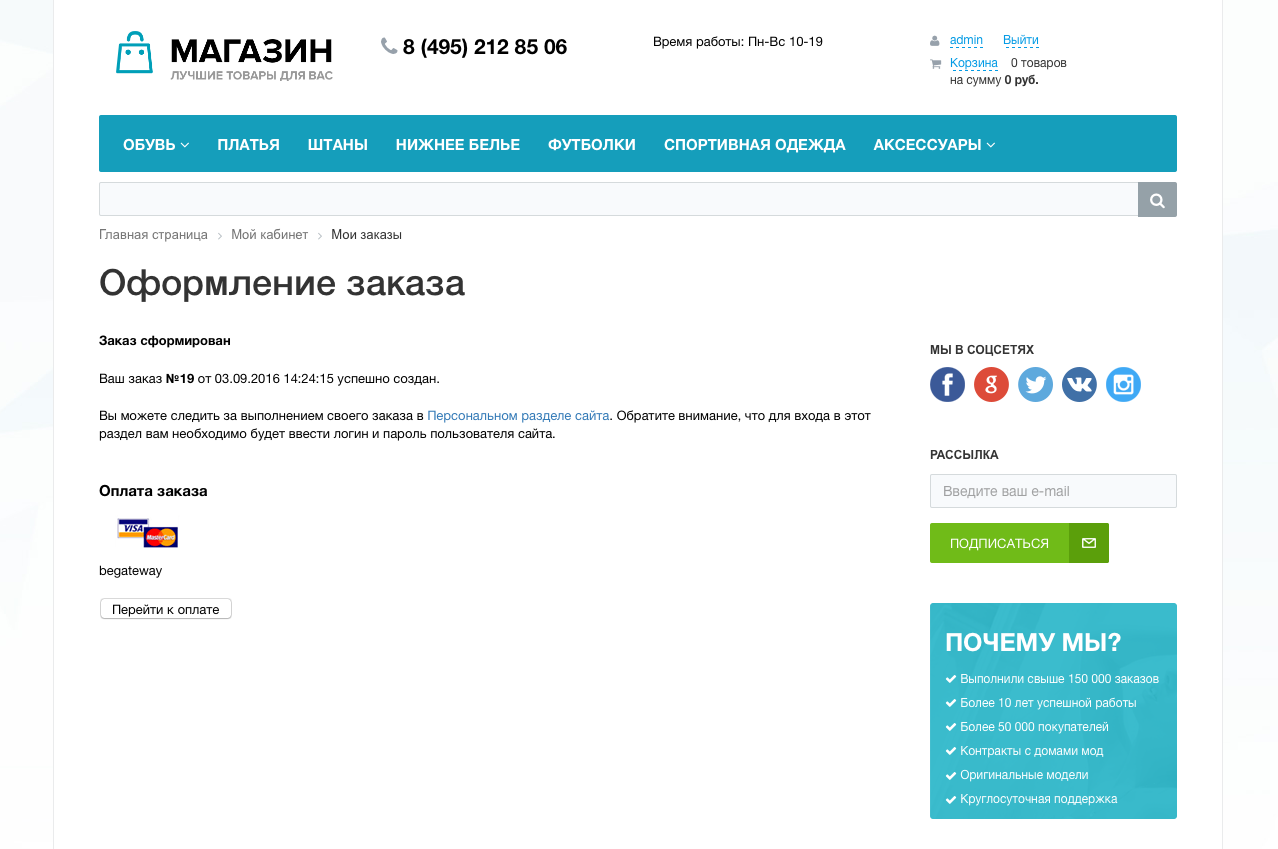 МАГАЗИН
ЛУЧШИЕ ТОВАРЫ ДЛЯ ВАС
8 (495) 212 85 06
Время работы: Пн-Вс 10-19
admin Выйти
Корзина 0 товаров
на сумму 0 руб.
ОБУВЬ ПЛАТЬЯ ШТАНЫ НИЖНЕЕ БЕЛЬЕ ФУТБОЛКИ СПОРТИВНАЯ ОДЕЖДА АКСЕССУАРЫ
Главная страница Мой кабинет Мои заказы
Оформление заказа
Заказ сформирован
Ваш заказ №19 от 03.09.2016 14:24:15 успешно создан.
Вы можете следить за выполнением своего заказа в Персональном разделе сайта. Обратите внимание, что для входа в этот
раздел вам необходимо будет ввести логин и пароль пользователя сайта.
Оплата заказа
VISA
MasterCard
begateway
Перейти к оплате
МЫ В СОЦСЕТЯХ
РАССЫЛКА
Введите ваш e-mail
ПОДПИСАТЬСЯ
ПОЧЕМУ МЫ?
Выполнили свыше 150 000 заказов
Более 10 лет успешной работы
Более 50 000 покупателей
Контракты с домами мод
Оригинальные модели
Круглосуточная поддержка